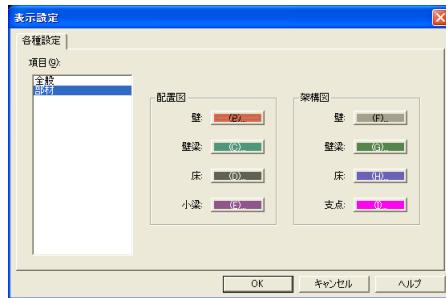 表示設定
各種設定
項目(Q):
全般
部材
配置図
壁: (B)...
壁梁: (C)...
床: (D)...
小梁: (E)...
架構図
壁: (F)...
壁梁: (G)...
床: (H)...
支点: (I)...
OK キャンセル ヘルプ